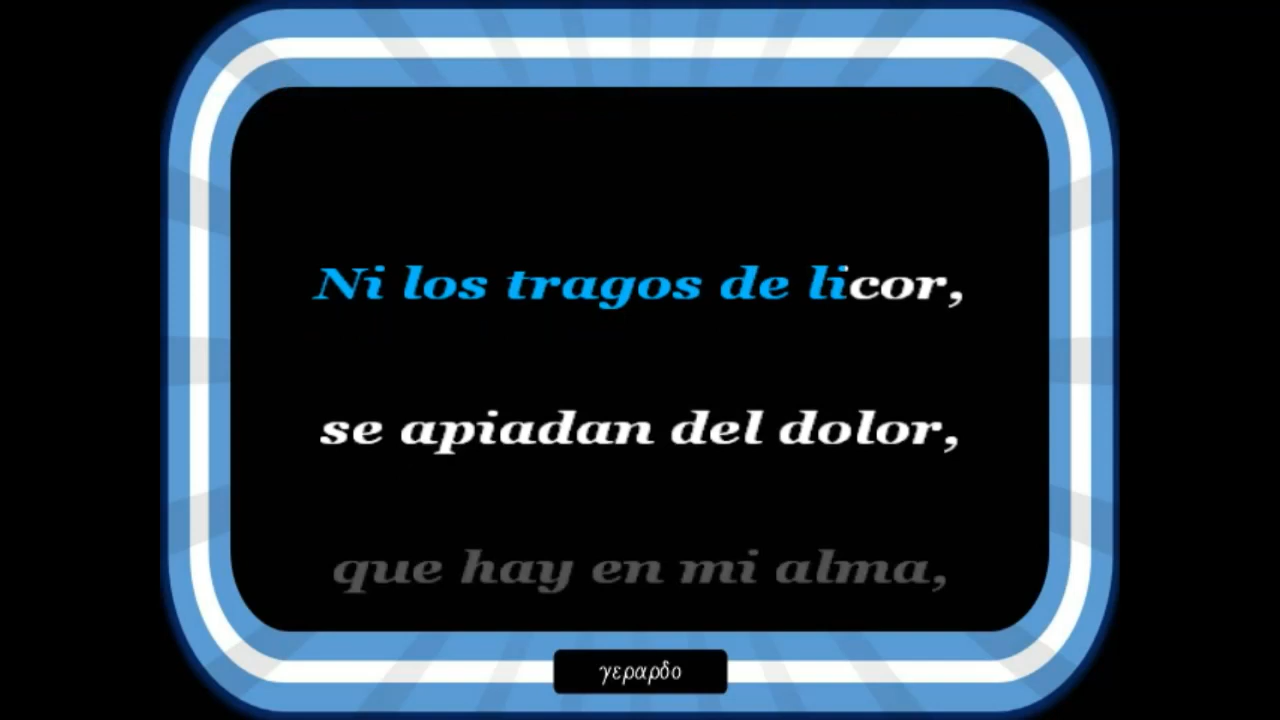 Ni los tragos de licor,
se apiadan del dolor,
que hay en mi alma,
γεραρδο